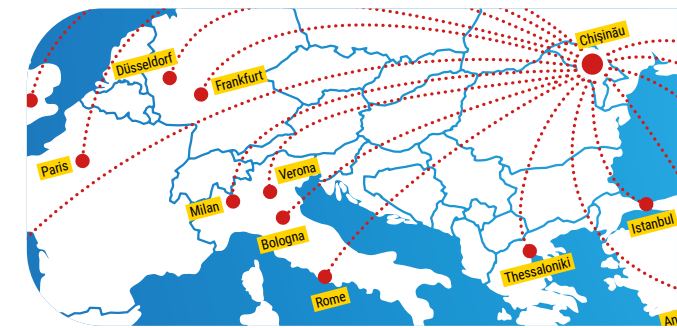 Chișinău
Düsseldorf
Frankfurt
Paris
Verona
Milan
Bologna
Istanbul
Thessaloniki
Rome